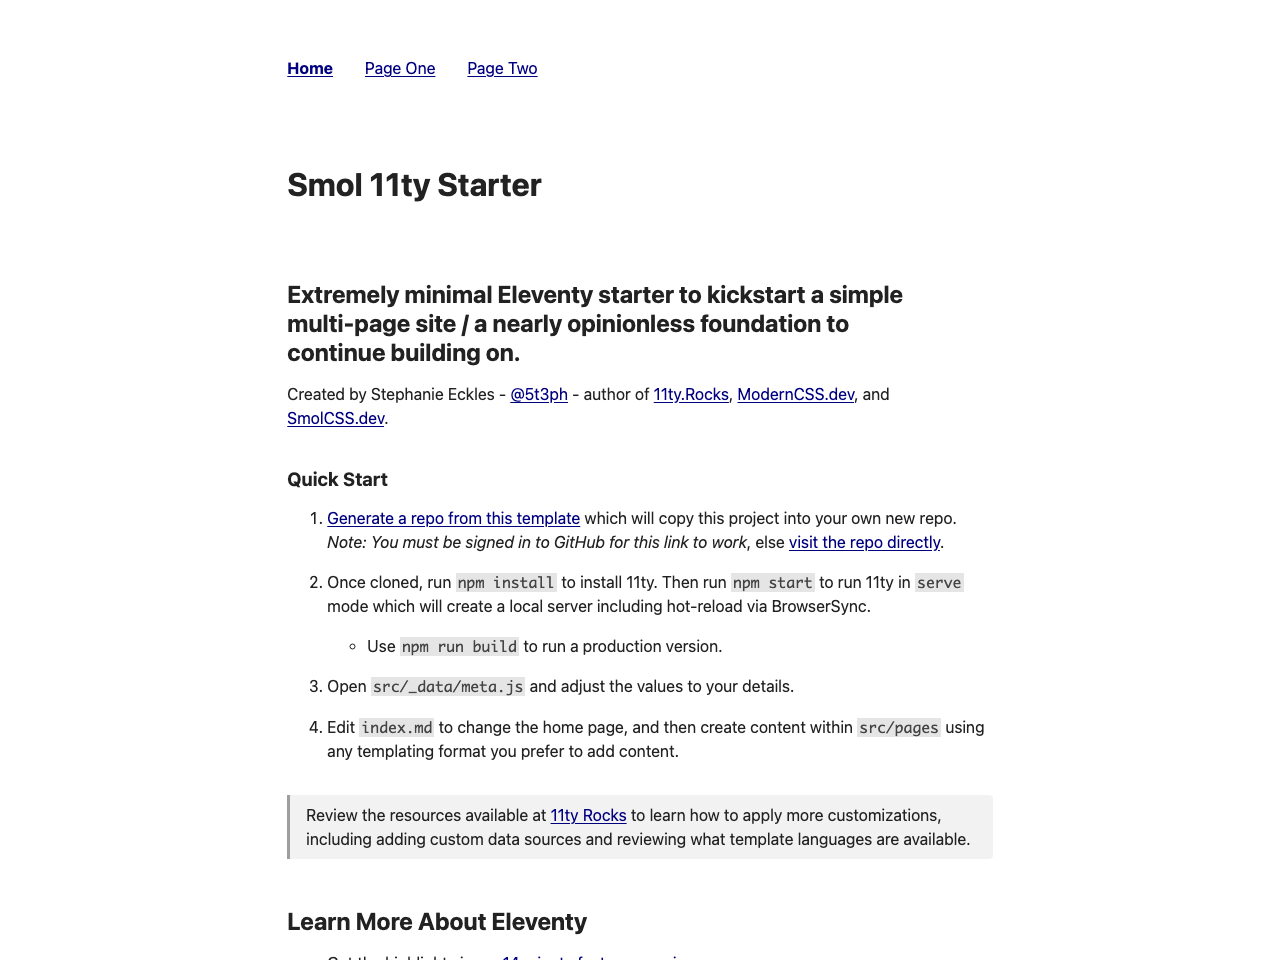 Home Page One Page Two
Smol 11ty Starter
Extremely minimal Eleventy starter to kickstart a simple
multi-page site / a nearly opinionless foundation to
continue building on.
Created by Stephanie Eckles - @5t3ph - author of 11ty.Rocks, ModernCSS.dev, and
SmolCSS.dev.
Quick Start
1. Generate a repo from this template which will copy this project into your own new repo.
Note: You must be signed in to GitHub for this link to work, else visit the repo directly.
2. Once cloned, run npm install to install 11ty. Then run npm start to run 11ty in serve
mode which will create a local server including hot-reload via BrowserSync.
Use npm run build to run a production version.
3. Open src/_data/meta.js and adjust the values to your details.
4. Edit index.md to change the home page, and then create content within src/pages using
any templating format you prefer to add content.
Review the resources available at 11ty Rocks to learn how to apply more customizations,
including adding custom data sources and reviewing what template languages are available.
Learn More About Eleventy